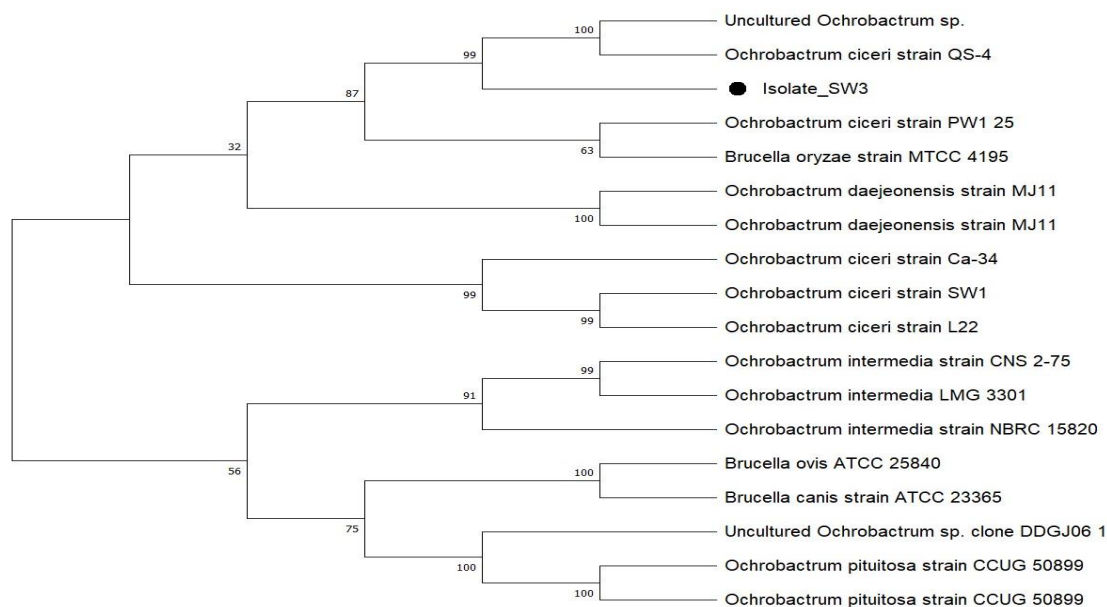 Uncultured Ochrobactrum sp.
100
Ochrobactrum ciceri strain QS-4
99
Isolate_SW3
87
Ochrobactrum ciceri strain PW1 25
63
Brucella oryzae strain MTCC 4195
32
Ochrobactrum daejeonensis strain MJ11
100
Ochrobactrum daejeonensis strain MJ11
Ochrobactrum ciceri strain Ca-34
99
Ochrobactrum ciceri strain SW1
99
Ochrobactrum ciceri strain L22
Ochrobactrum intermedia strain CNS 2-75
99
Ochrobactrum intermedia LMG 3301
91
Ochrobactrum intermedia strain NBRC 15820
56
Brucella ovis ATCC 25840
100
Brucella canis strain ATCC 23365
75
Uncultured Ochrobactrum sp. clone DDGJ06 1
100
Ochrobactrum pituitosa strain CCUG 50899
100
Ochrobactrum pituitosa strain CCUG 50899